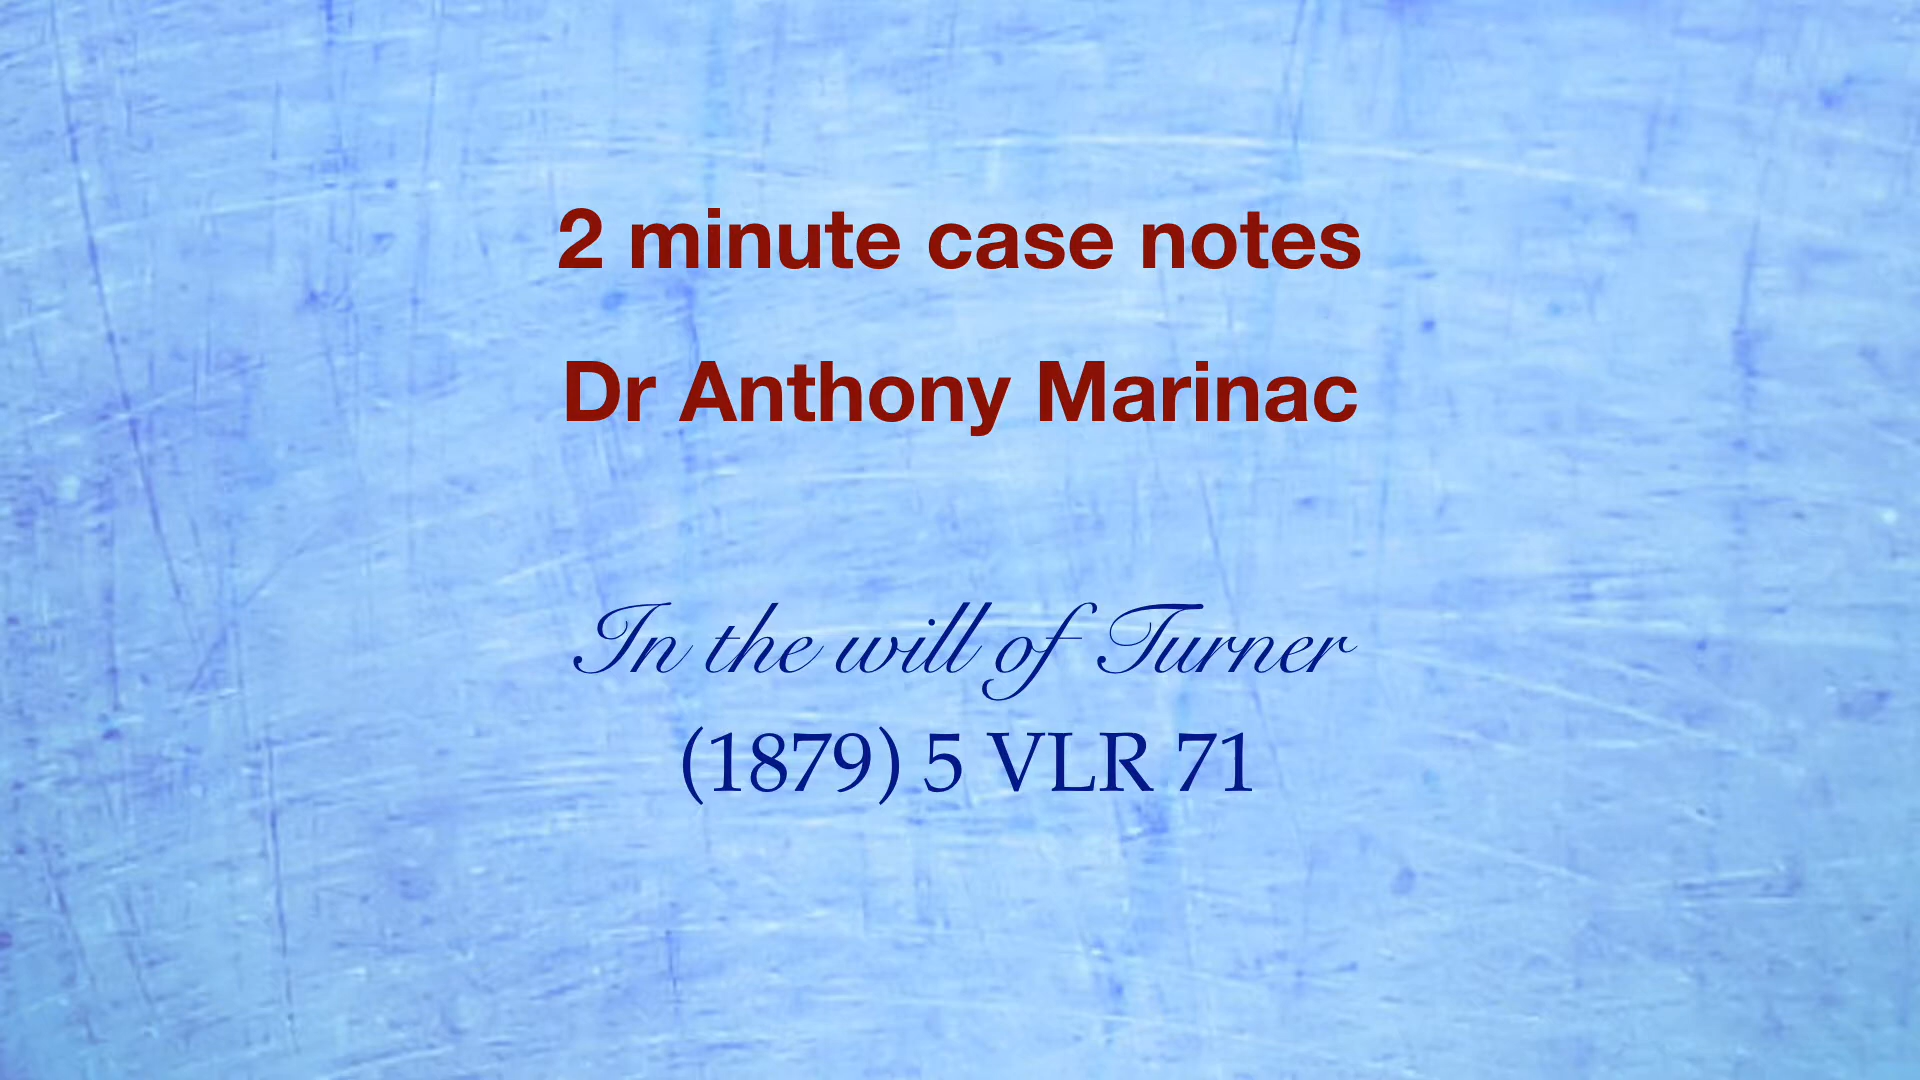 2 minute case notes
Dr Anthony Marinac
In the will of Turner
(1879) 5 VLR 71